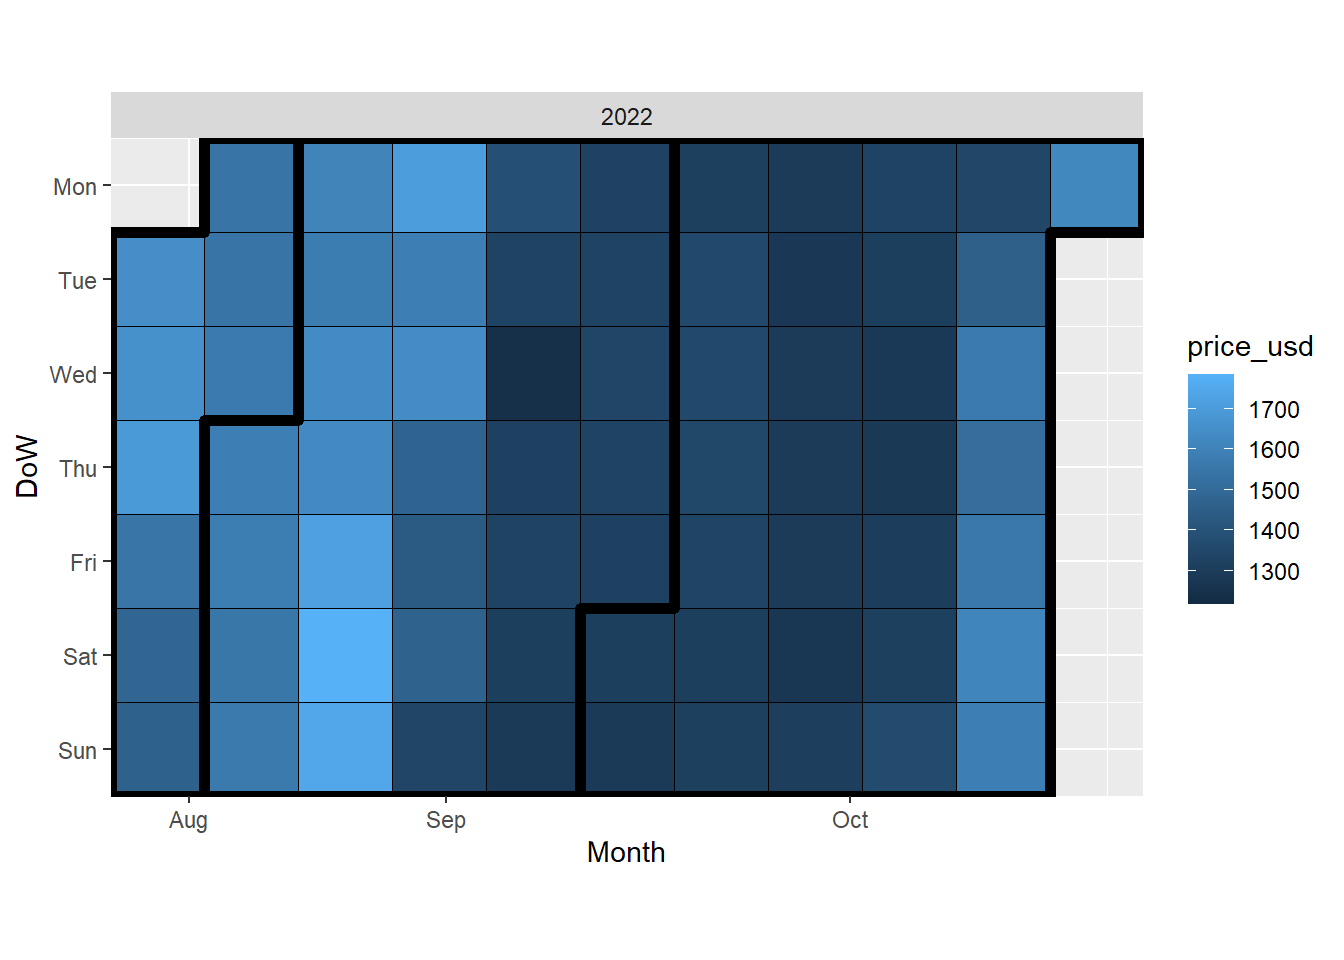 2022
Mon
Tue
Wed
Thu
Fri
Sat
Sun
DoW
Aug Sep Oct
Month
price_usd
1700
1600
1500
1400
1300